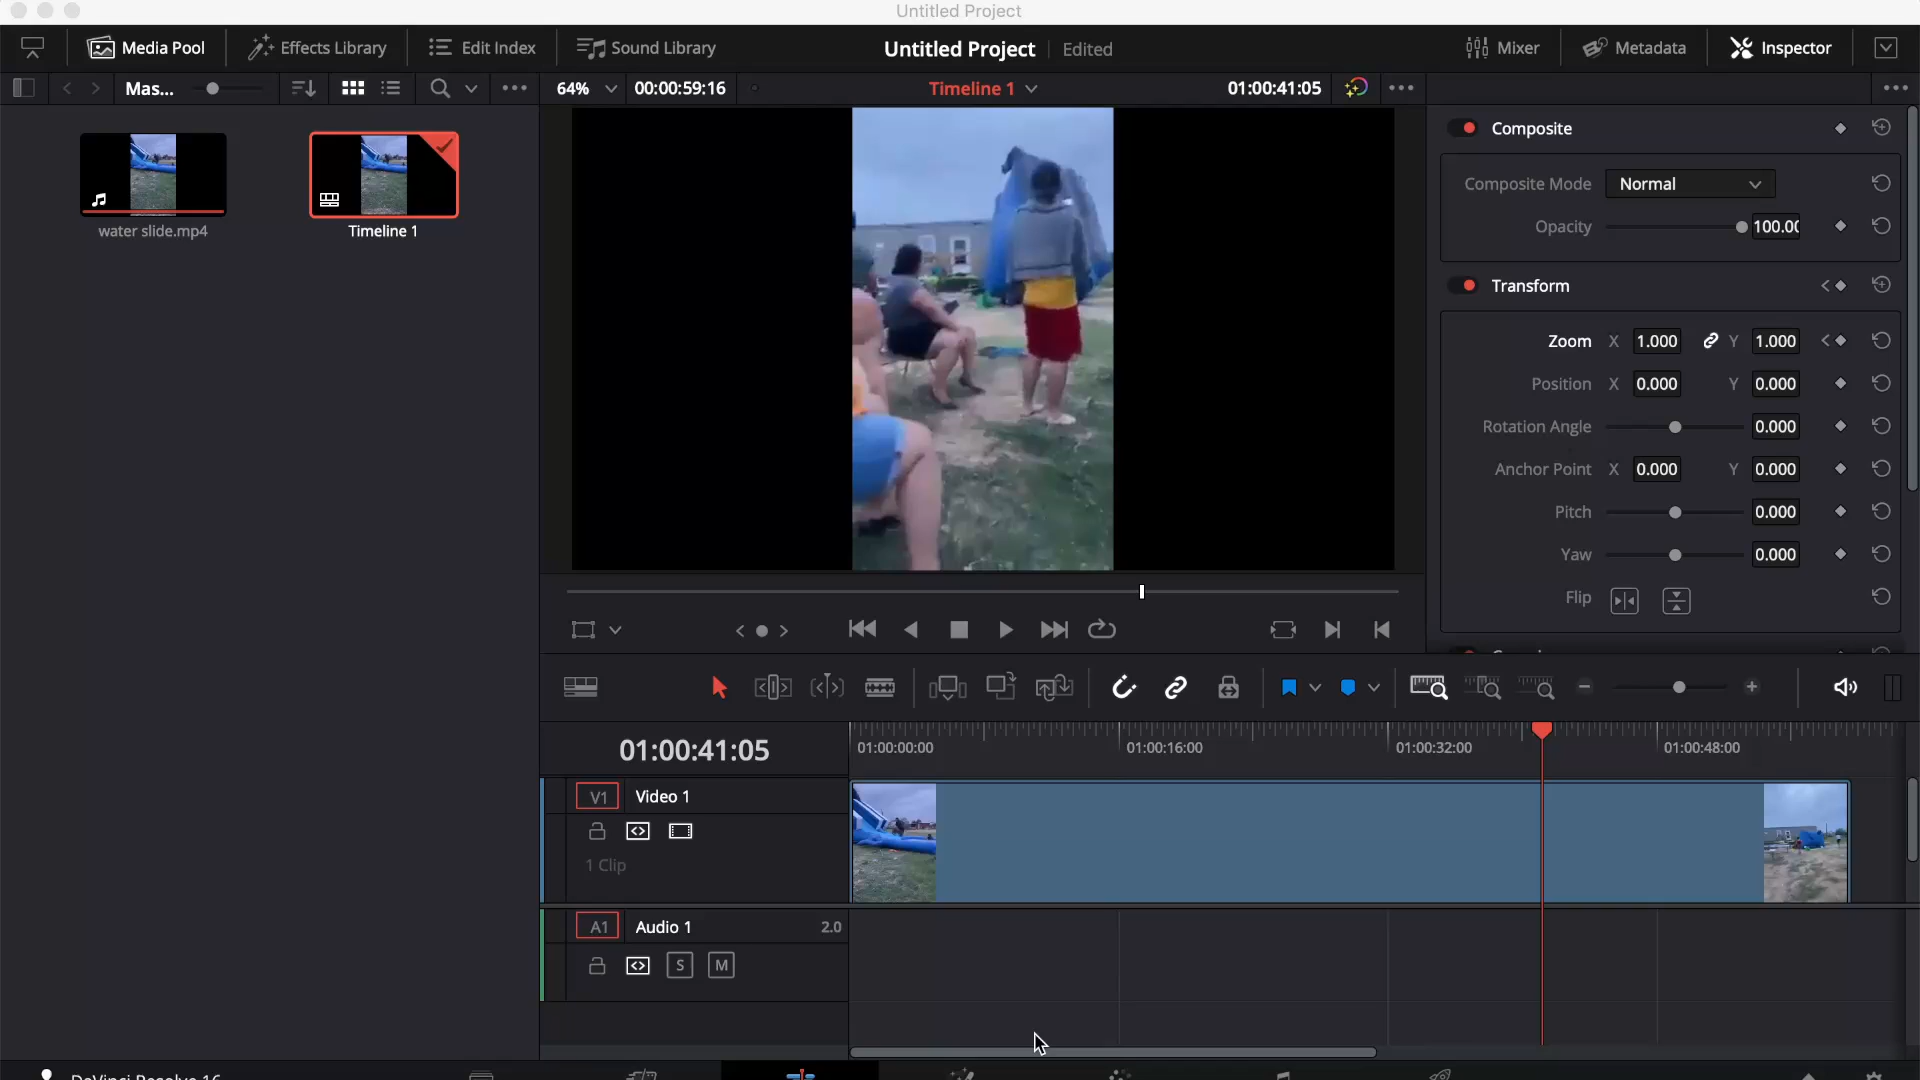 Untitled Project
Media Pool
Effects Library
Edit Index
Sound Library
Untitled Project
Edited
Mixer
Metadata
Inspector
Mas...
64%
00:00:59:16
Timeline 1
01:00:41:05
Composite
Composite Mode
Normal
Opacity
100.00
water slide.mp4
Timeline 1
Transform
Zoom X 1.000 Y 1.000
Position X 0.000 Y 0.000
Rotation Angle 0.000
Anchor Point X 0.000 Y 0.000
Pitch 0.000
Yaw 0.000
Flip
01:00:41:05
01:00:00:00
01:00:16:00
01:00:32:00
01:00:48:00
V1 Video 1
1 Clip
A1 Audio 1 2.0
S M
DaVinci Resolve 16